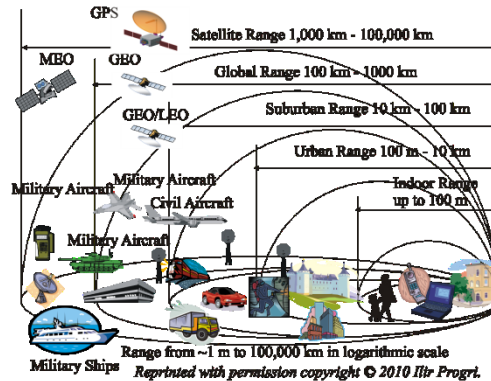 GPS
Satellite Range 1,000 km - 100,000 km
MEO
GEO
Global Range 100 km - 1000 km
GEO/LEO
Suburban Range 10 km - 100 km
Urban Range 100 m - 10 km
Military Aircraft
Military Aircraft
Civil Aircraft
Indoor Range
up to 100 m
Military Aircraft
Military Ships
Range from ~1 m to 100,000 km in logarithmic scale
Reprinted with permission copyright © 2010 Ilir Progri.